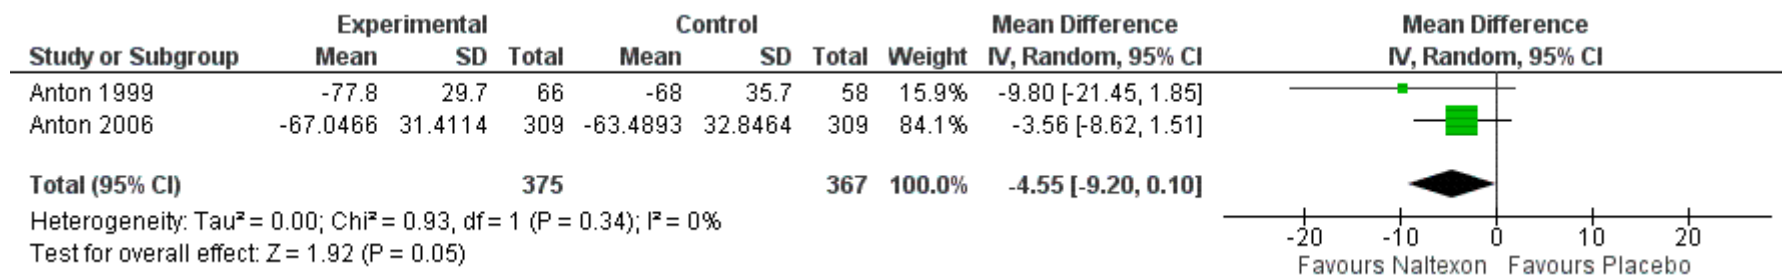 Experimental Control Mean Difference Mean Difference
Study or Subgroup Mean SD Total Mean SD Total Weight IV, Random, 95% CI IV, Random, 95% CI
Anton 1999 -77.8 29.7 66 -68 35.7 58 15.9% -9.80 [-21.45, 1.85]
Anton 2006 -67.0466 31.4114 309 -63.4893 32.8464 309 84.1% -3.56 [-8.62, 1.51]
Total (95% CI) 375 367 100.0% -4.55 [-9.20, 0.10]
Heterogeneity: Tau² = 0.00; Chi² = 0.93, df = 1 (P = 0.34); I² = 0%
Test for overall effect: Z = 1.92 (P = 0.05)
-20 -10 0 10 20
Favours Naltexon Favours Placebo